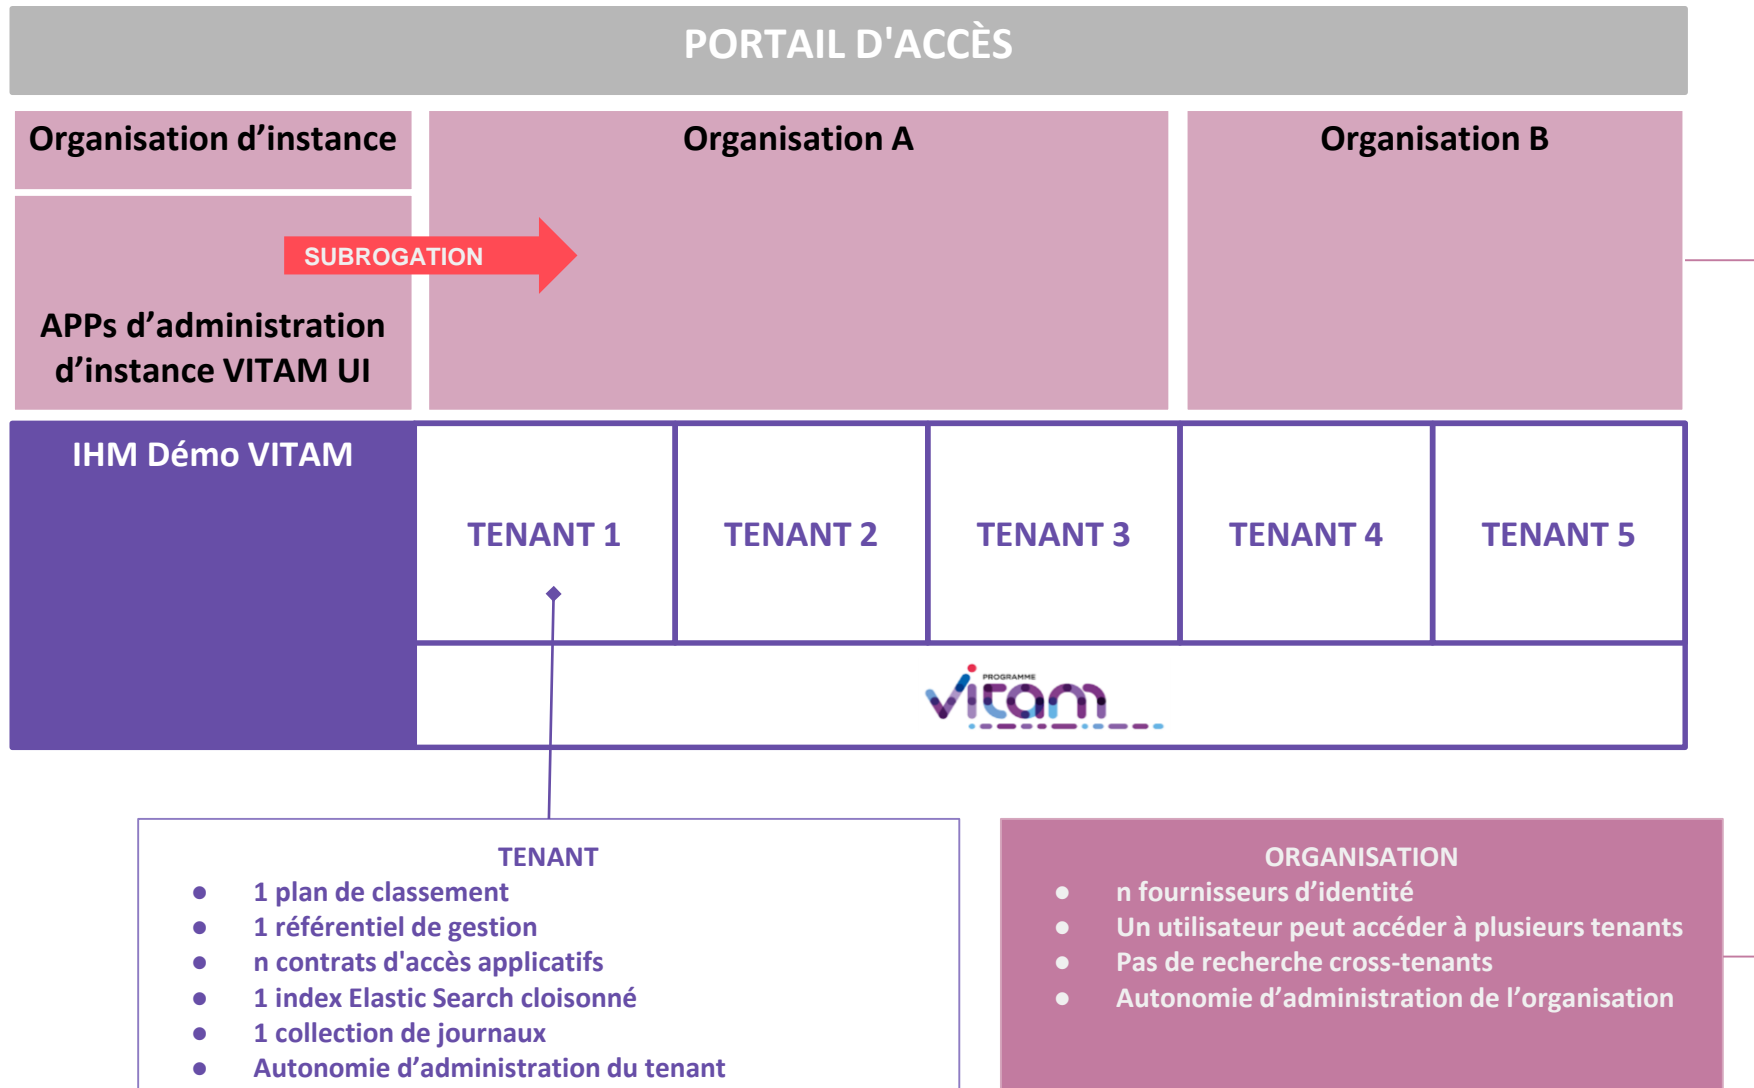 PORTAIL D'ACCÈS
Organisation d’instance
Organisation A
Organisation B
SUBROGATION
APPs d’administration
d’instance VITAM UI
IHM Démo VITAM
TENANT 1
TENANT 2
TENANT 3
TENANT 4
TENANT 5
PROGRAMME
vitam
TENANT
● 1 plan de classement
● 1 référentiel de gestion
● n contrats d'accès applicatifs
● 1 index Elastic Search cloisonné
● 1 collection de journaux
● Autonomie d’administration du tenant
ORGANISATION
● n fournisseurs d’identité
● Un utilisateur peut accéder à plusieurs tenants
● Pas de recherche cross-tenants
● Autonomie d’administration de l’organisation